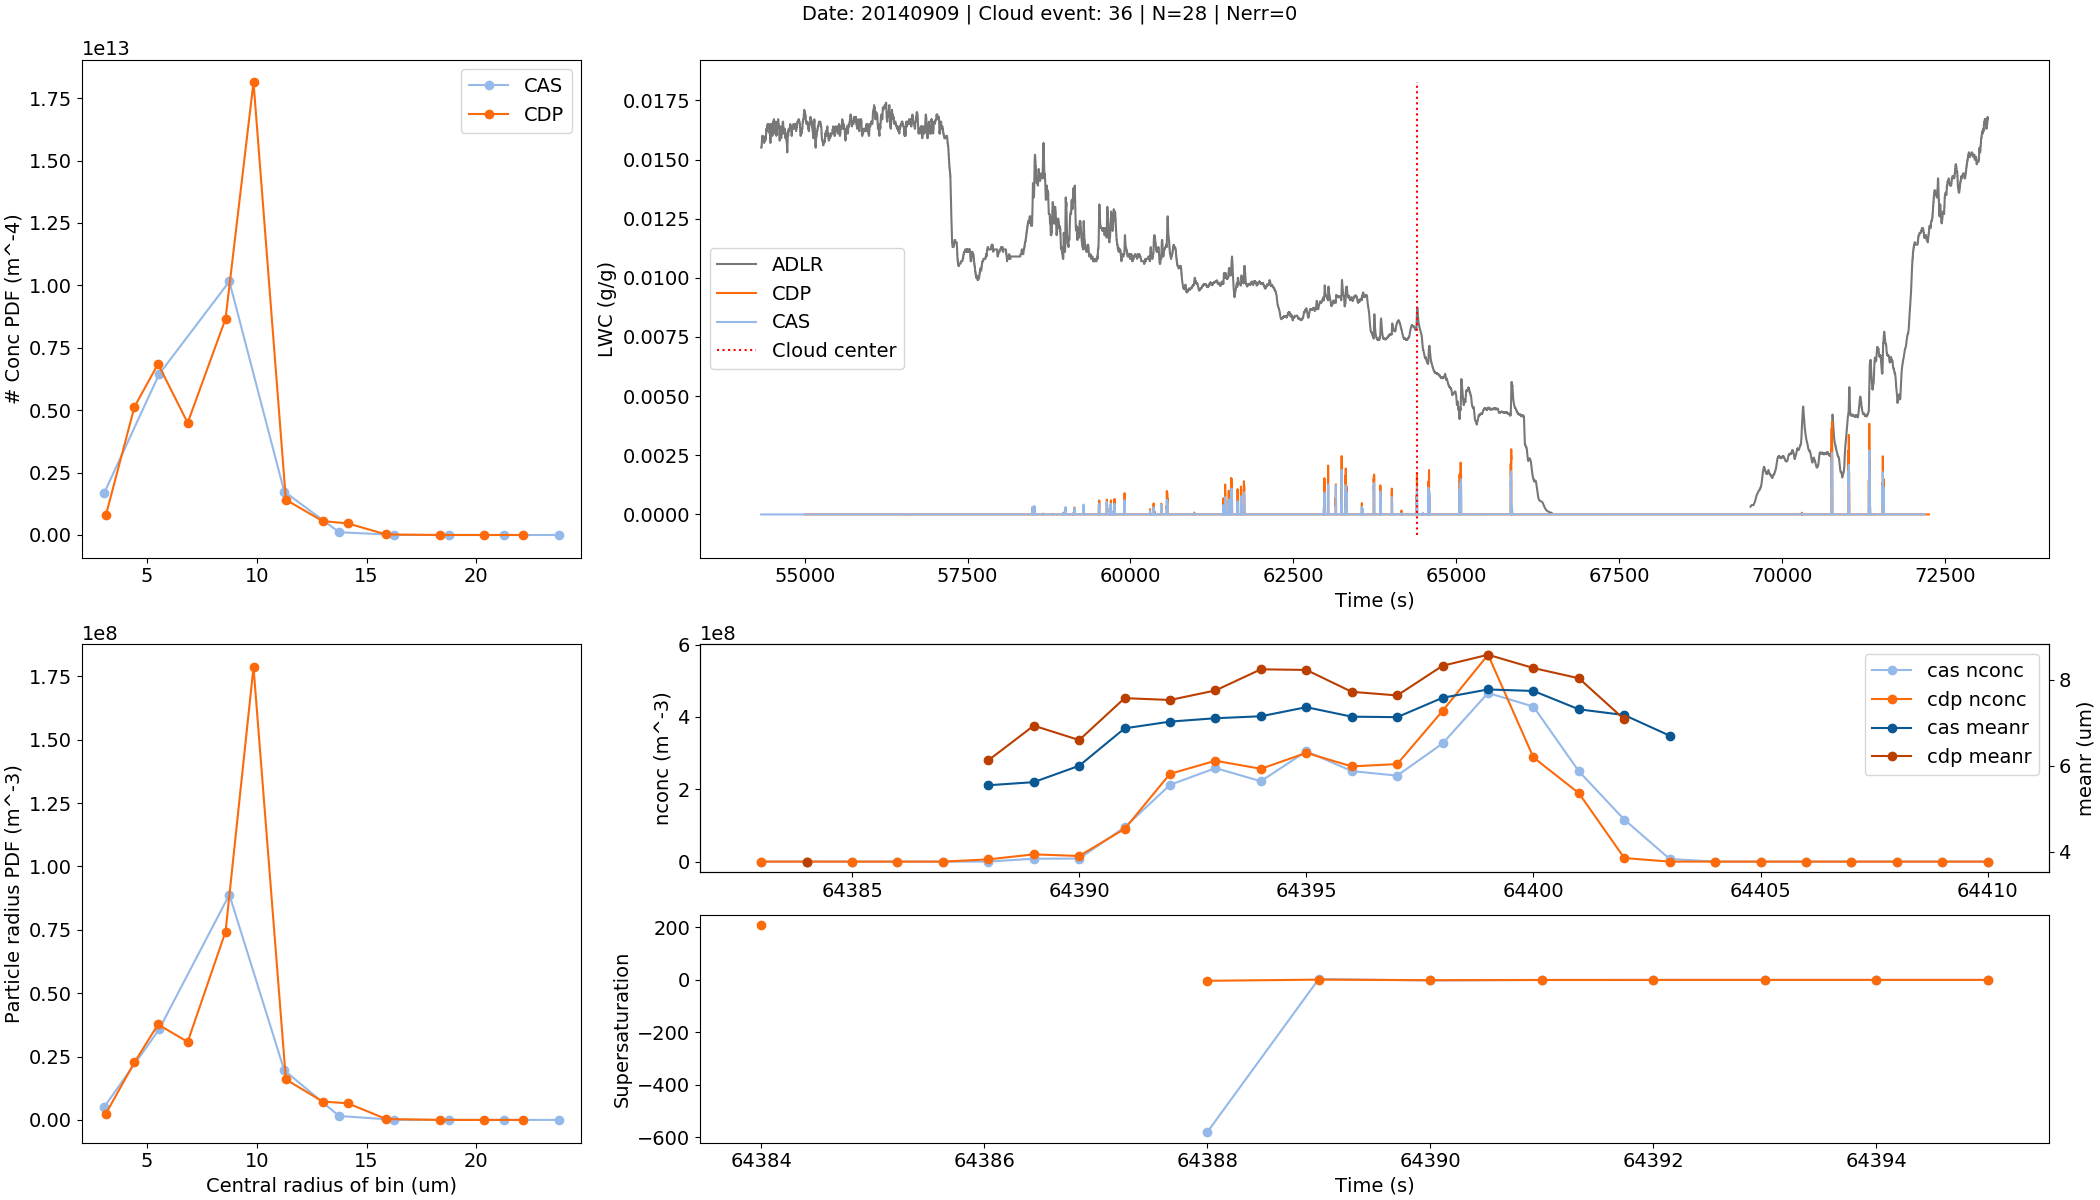 Date: 20140909 | Cloud event: 36 | N=28 | Nerr=0
1e13
# Conc PDF (m^-4)
1.75
1.50
1.25
1.00
0.75
0.50
0.25
0.00
CAS
CDP
5 10 15 20
LWC (g/g)
0.0175
0.0150
0.0125
0.0100
0.0075
0.0050
0.0025
0.0000
ADLR
CDP
CAS
Cloud center
55000 57500 60000 62500 65000 67500 70000 72500
Time (s)
1e8
Particle radius PDF (m^-3)
1.75
1.50
1.25
1.00
0.75
0.50
0.25
0.00
5 10 15 20
Central radius of bin (um)
1e8
nconc (m^-3)
6
4
2
0
cas nconc
cdp nconc
cas meanr
cdp meanr
8
6
4
meanr (um)
64385 64390 64395 64400 64405 64410
Supersaturation
200
0
−200
−400
−600
64384 64386 64388 64390 64392 64394
Time (s)